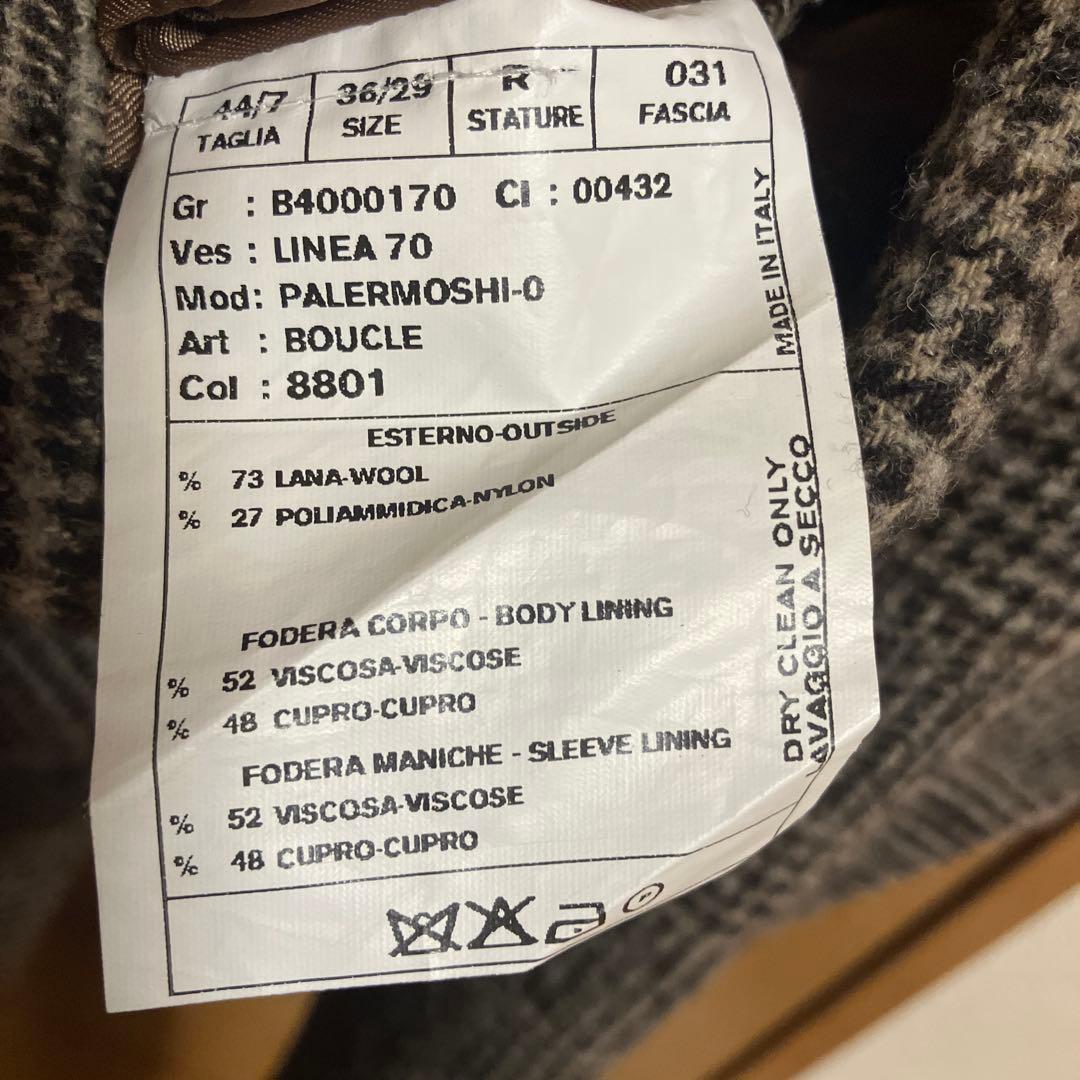 44/7 36/29 R 031
TAGLIA SIZE STATURE FASCIA
Gr : B4000170 CI : 00432
Ves : LINEA 70
Mod: PALERMOSHI-0
Art : BOUCLE
Col : 8801
MADE IN ITALY
ESTERNO-OUTSIDE
% 73 LANA-WOOL
% 27 POLIAMMIDICA-NYLON
FODERA CORPO - BODY LINING
% 52 VISCOSA-VISCOSE
% 48 CUPRO-CUPRO
FODERA MANICHE - SLEEVE LINING
% 52 VISCOSA-VISCOSE
% 48 CUPRO-CUPRO
DRY CLEAN ONLY
LAVAGGIO A SECCO